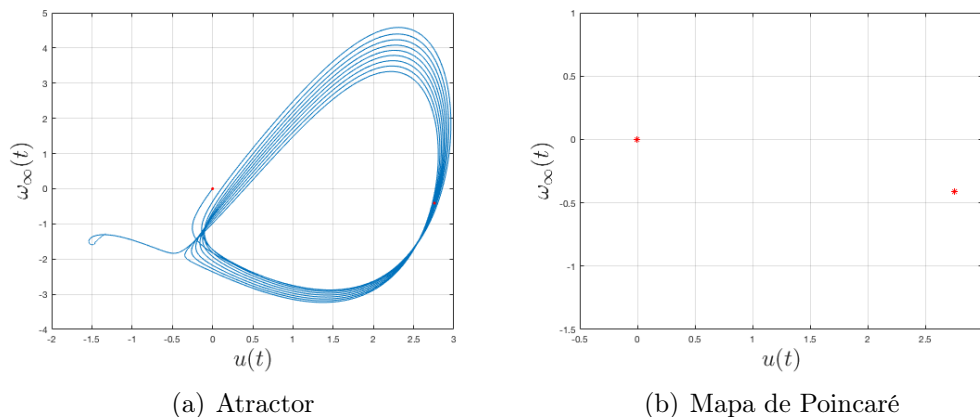 5
4
3
2
1
0
-1
-2
-3
-4
-2 -1.5 -1 -0.5 0 0.5 1 1.5 2 2.5 3
ω∞(t)
u(t)
(a) Atractor
1
0.5
0
-0.5
-1
-1.5
-0.5 0 0.5 1 1.5 2 2.5
ω∞(t)
u(t)
(b) Mapa de Poincaré